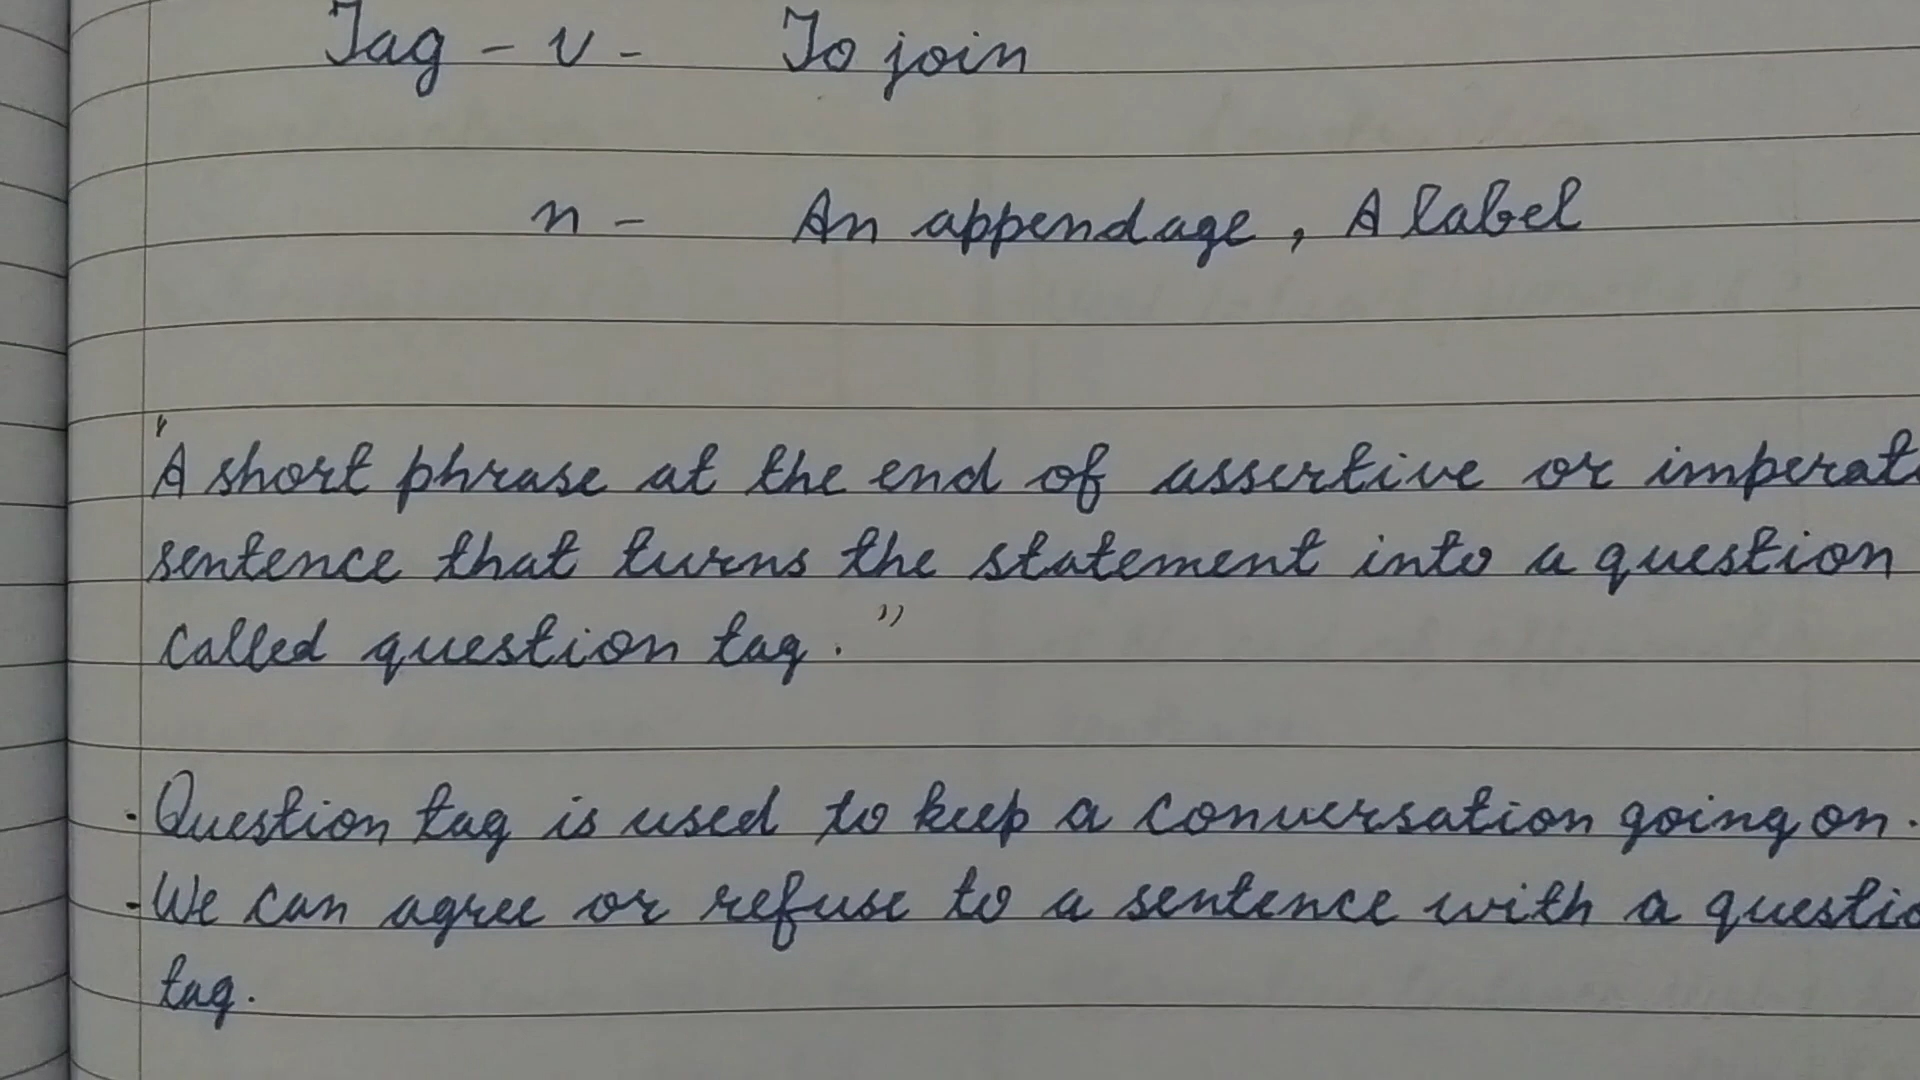 Tag - v - To join
n - An appendage, A label
"A short phrase at the end of assertive or imperat
sentence that turns the statement into a question
called question tag."
. Question tag is used to keep a conversation going on.
- We can agree or refuse to a sentence with a questio
tag.